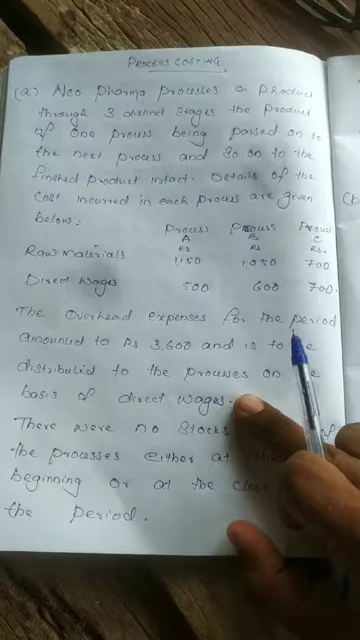 PROCESS COSTING
(a) Alco pharma processes a product
through 3 distinct stages the product
of one process being passed on to
the next process and so on to the
finished product intact. Details of the
cost incurred in each process are given
below:
Process A Rs Process B Rs Process C Rs.
Raw Materials 1,150 1,050 700
Direct Wages 500 600 700.
The Overhead expenses for the period
amounted to Rs 3,600 and is to be
distributed to the processes on
basis of direct wages.
There were no stocks of
the processes either at the
beginning or at the close
the period.
(b